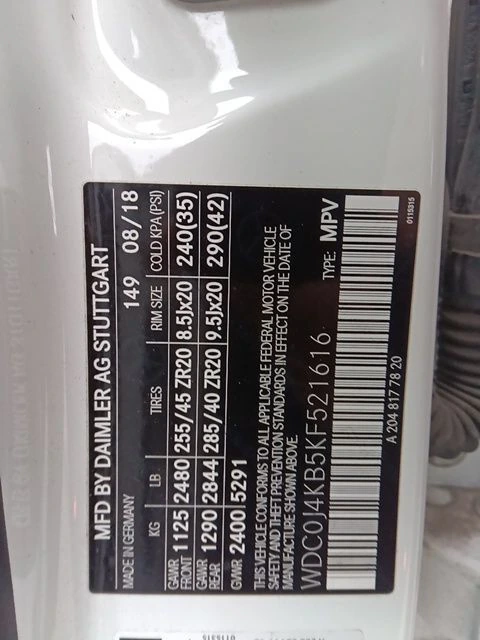 MFD BY DAIMLER AG STUTTGART
MADE IN GERMANY 149 08/18
KG LB TIRES RIM SIZE COLD KPA (PSI)
GAWR FRONT 1125 2480 255/45 ZR20 8.5Jx20 240(35)
GAWR REAR 1290 2844 285/40 ZR20 9.5Jx20 290(42)
GVWR 2400 5291
THIS VEHICLE CONFORMS TO ALL APPLICABLE FEDERAL MOTOR VEHICLE
SAFETY AND THEFT PREVENTION STANDARDS IN EFFECT ON THE DATE OF
MANUFACTURE SHOWN ABOVE.
WDC0J4KB5KF521616 TYPE: MPV
A 204 817 78 20 0115315